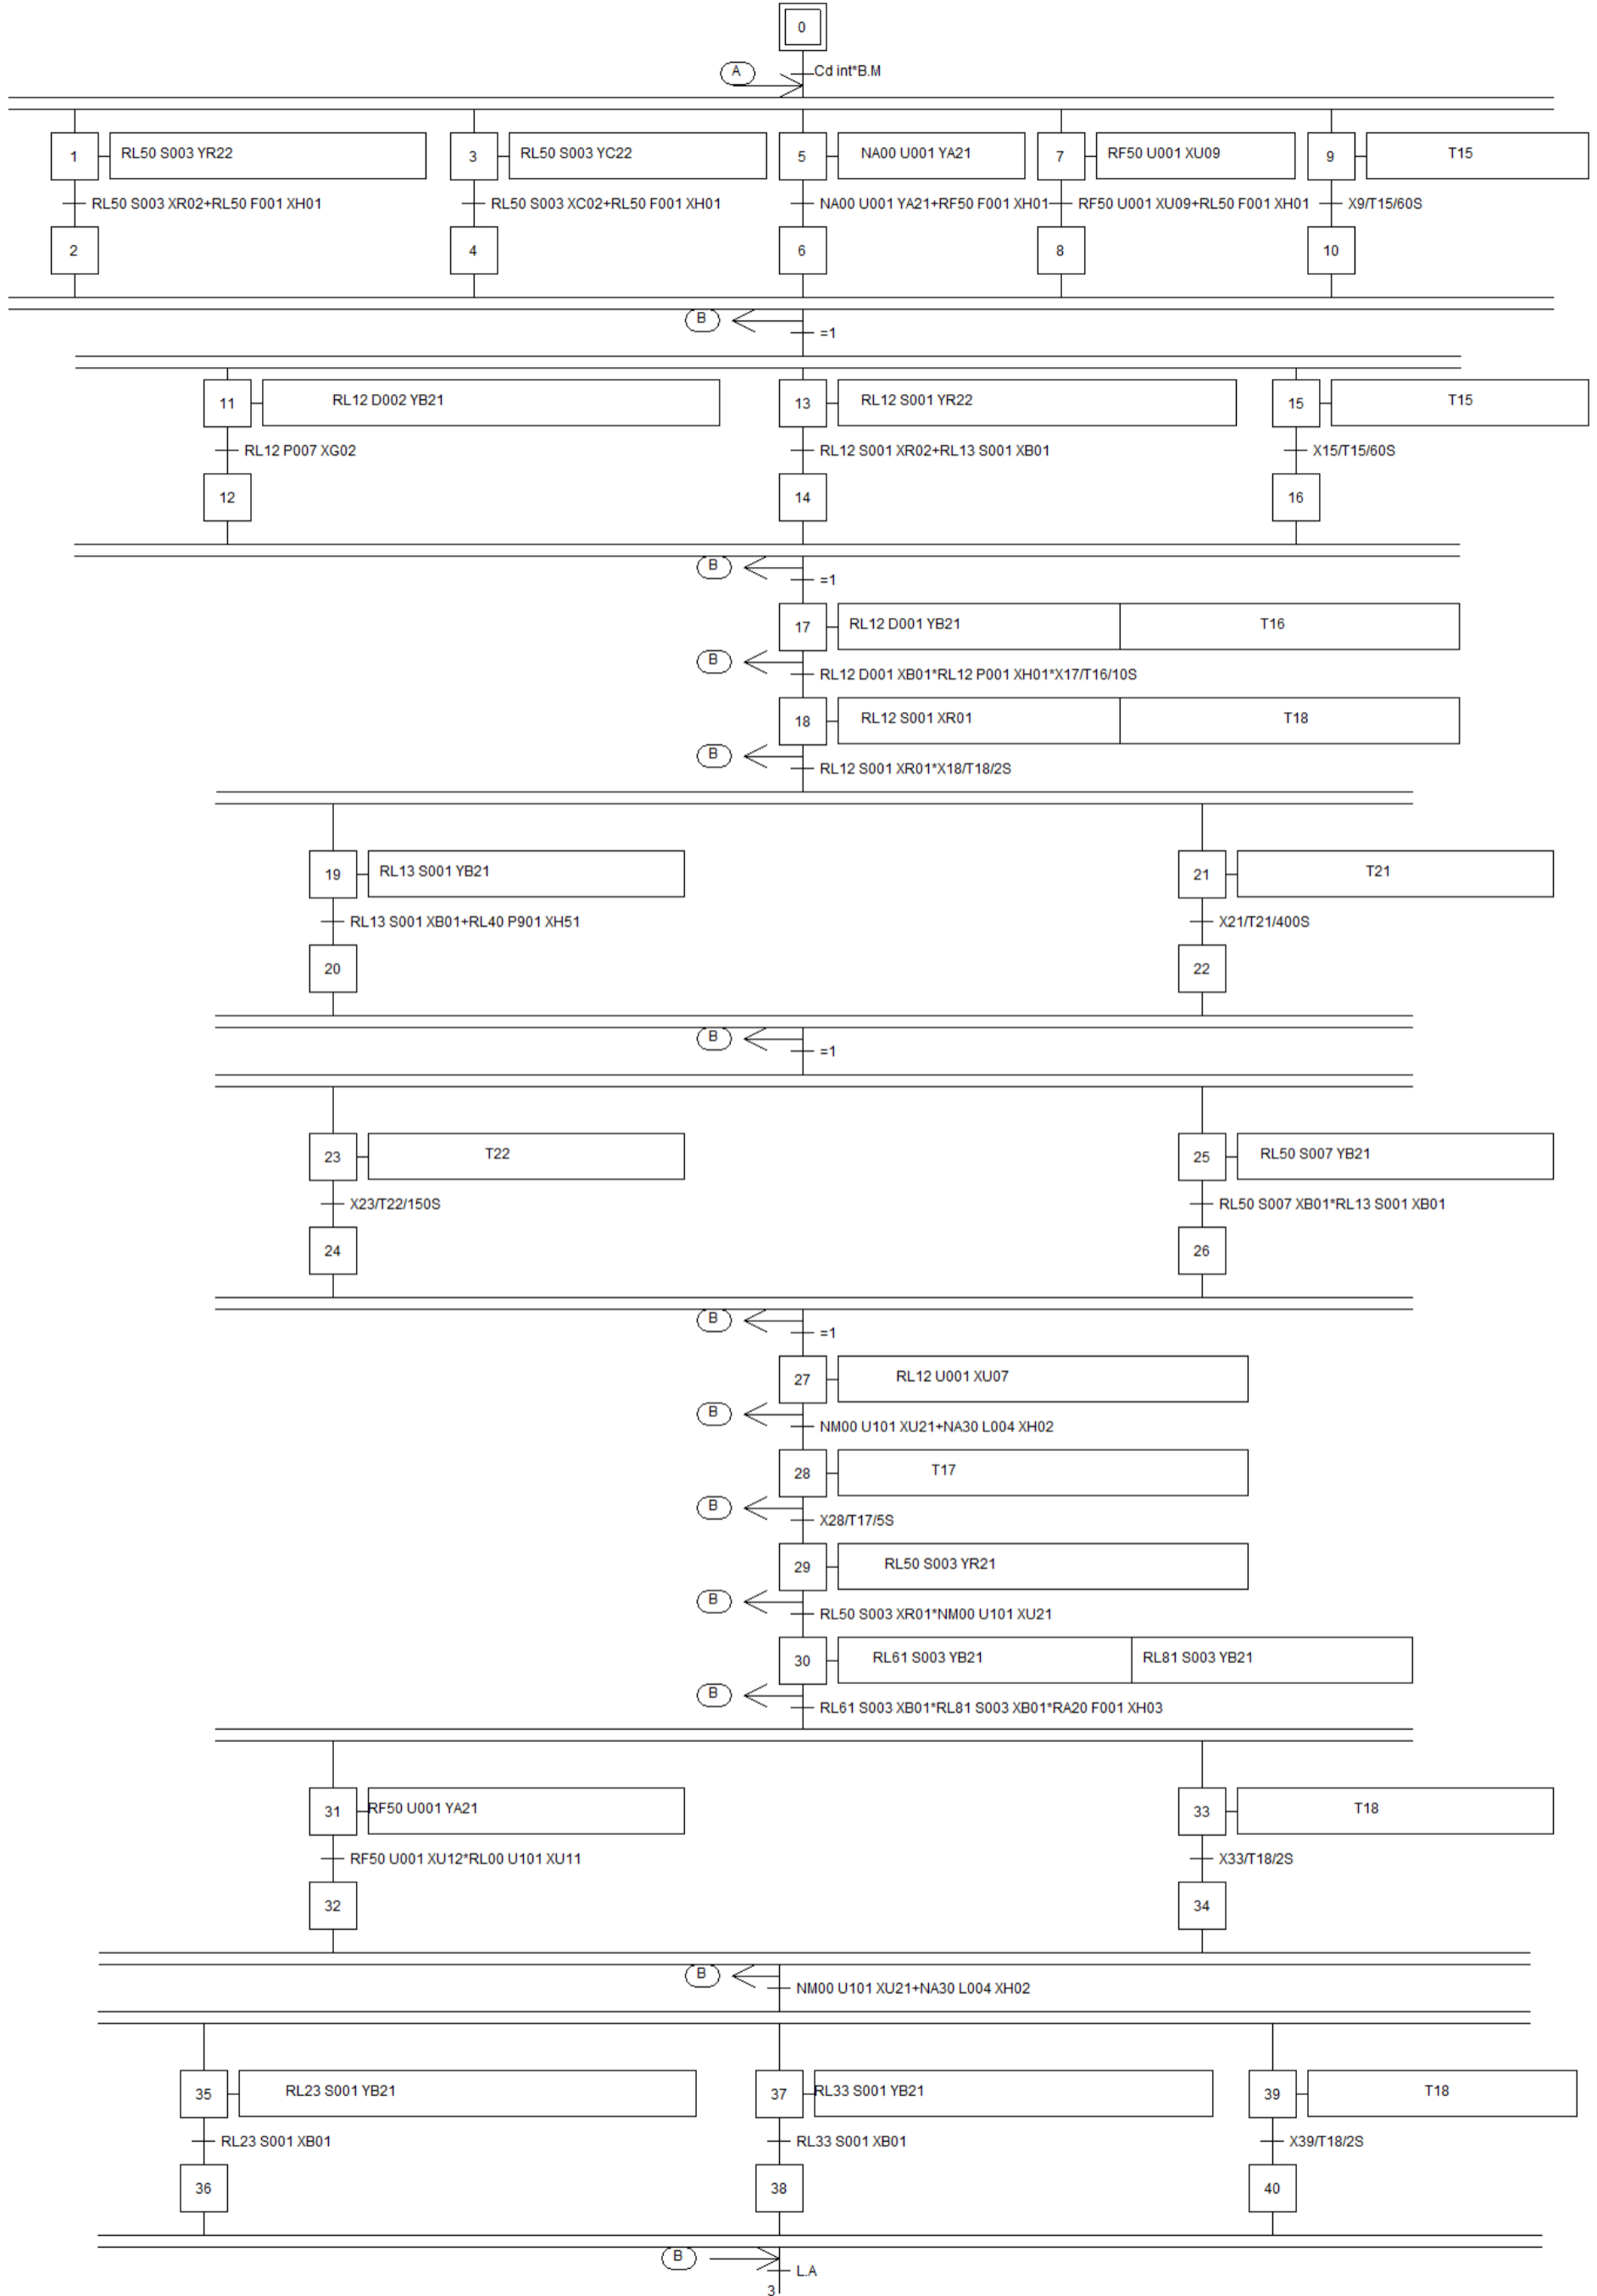 0
A
Cd int*B.M
1 RL50 S003 YR22 3 RL50 S003 YC22 5 NA00 U001 YA21 7 RF50 U001 XU09 9 T15
RL50 S003 XR02+RL50 F001 XH01 RL50 S003 XC02+RL50 F001 XH01 NA00 U001 YA21+RF50 F001 XH01 RF50 U001 XU09+RL50 F001 XH01 X9/T15/60S
2 4 6 8 10
B
=1
11 RL12 D002 YB21 13 RL12 S001 YR22 15 T15
RL12 P007 XG02 RL12 S001 XR02+RL13 S001 XB01 X15/T15/60S
12 14 16
B
=1
17 RL12 D001 YB21 T16
B
RL12 D001 XB01*RL12 P001 XH01*X17/T16/10S
18 RL12 S001 XR01 T18
B
RL12 S001 XR01*X18/T18/2S
19 RL13 S001 YB21 21 T21
RL13 S001 XB01+RL40 P901 XH51 X21/T21/400S
20 22
B
=1
23 T22 25 RL50 S007 YB21
X23/T22/150S RL50 S007 XB01*RL13 S001 XB01
24 26
B
=1
27 RL12 U001 XU07
B
NM00 U101 XU21+NA30 L004 XH02
28 T17
B
X28/T17/5S
29 RL50 S003 YR21
B
RL50 S003 XR01*NM00 U101 XU21
30 RL61 S003 YB21 RL81 S003 YB21
B
RL61 S003 XB01*RL81 S003 XB01*RA20 F001 XH03
31 RF50 U001 YA21 33 T18
RF50 U001 XU12*RL00 U101 XU11 X33/T18/2S
32 34
B
NM00 U101 XU21+NA30 L004 XH02
35 RL23 S001 YB21 37 RL33 S001 YB21 39 T18
RL23 S001 XB01 RL33 S001 XB01 X39/T18/2S
36 38 40
B
L.A
3